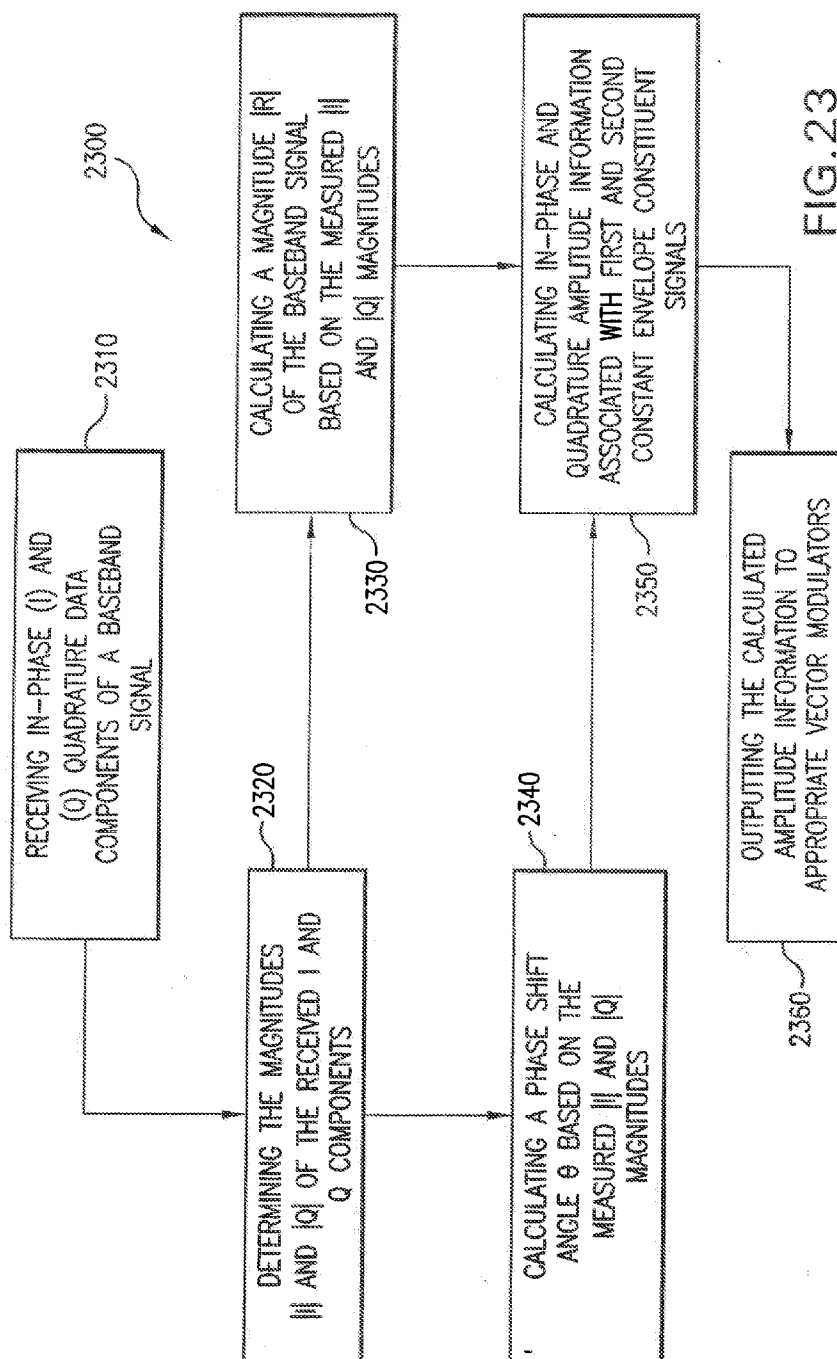 2300
2310
RECEIVING IN-PHASE (I) AND
(Q) QUADRATURE DATA
COMPONENTS OF A BASEBAND
SIGNAL
2320
DETERMINING THE MAGNITUDES
|I| AND |Q| OF THE RECEIVED I AND
Q COMPONENTS
2330
CALCULATING A MAGNITUDE |R|
OF THE BASEBAND SIGNAL
BASED ON THE MEASURED |I|
AND |Q| MAGNITUDES
2340
CALCULATING A PHASE SHIFT
ANGLE θ BASED ON THE
MEASURED |I| AND |Q|
MAGNITUDES
2350
CALCULATING IN-PHASE AND
QUADRATURE AMPLITUDE INFORMATION
ASSOCIATED WITH FIRST AND SECOND
CONSTANT ENVELOPE CONSTITUENT
SIGNALS
2360
OUTPUTTING THE CALCULATED
AMPLITUDE INFORMATION TO
APPROPRIATE VECTOR MODULATORS
FIG.23